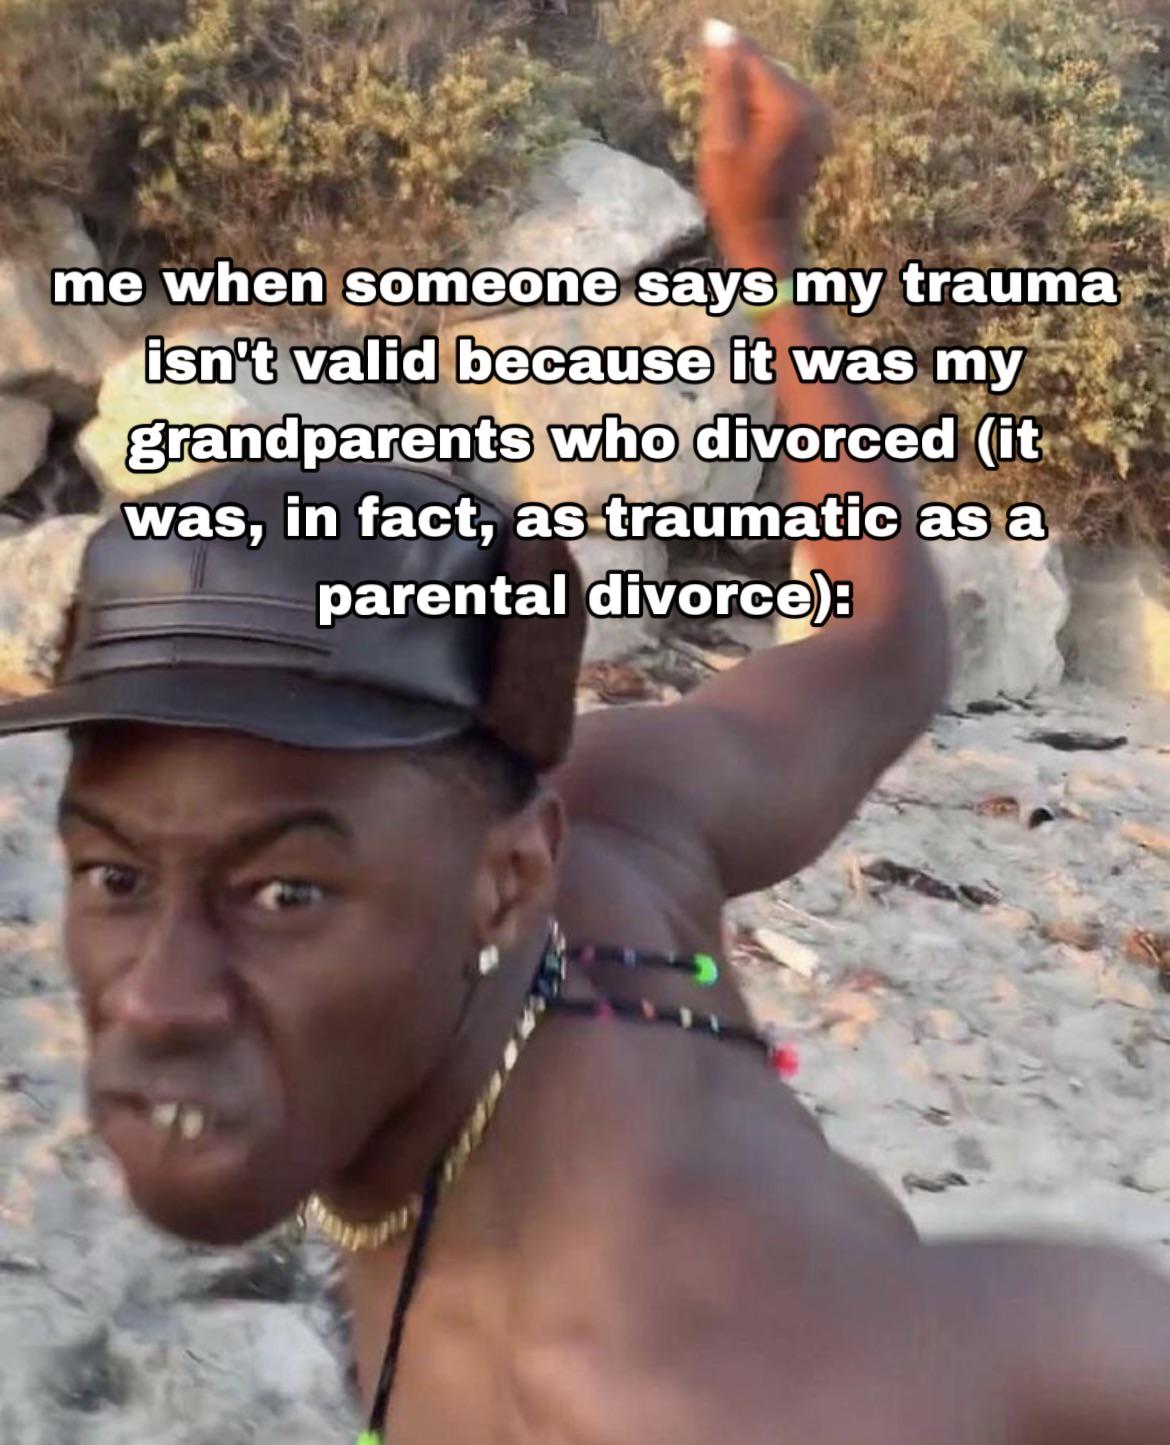 me when someone says my trauma
isn't valid because it was my
grandparents who divorced (it
was, in fact, as traumatic as a
parental divorce):